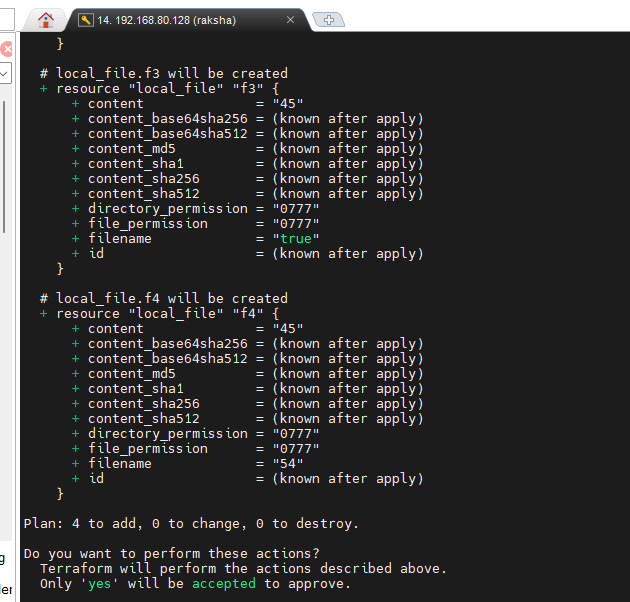 14. 192.168.80.128 (raksha)
}
# local_file.f3 will be created
+ resource "local_file" "f3" {
+ content = "45"
+ content_base64sha256 = (known after apply)
+ content_base64sha512 = (known after apply)
+ content_md5 = (known after apply)
+ content_sha1 = (known after apply)
+ content_sha256 = (known after apply)
+ content_sha512 = (known after apply)
+ directory_permission = "0777"
+ file_permission = "0777"
+ filename = "true"
+ id = (known after apply)
}
# local_file.f4 will be created
+ resource "local_file" "f4" {
+ content = "45"
+ content_base64sha256 = (known after apply)
+ content_base64sha512 = (known after apply)
+ content_md5 = (known after apply)
+ content_sha1 = (known after apply)
+ content_sha256 = (known after apply)
+ content_sha512 = (known after apply)
+ directory_permission = "0777"
+ file_permission = "0777"
+ filename = "54"
+ id = (known after apply)
}
Plan: 4 to add, 0 to change, 0 to destroy.
Do you want to perform these actions?
Terraform will perform the actions described above.
Only 'yes' will be accepted to approve.